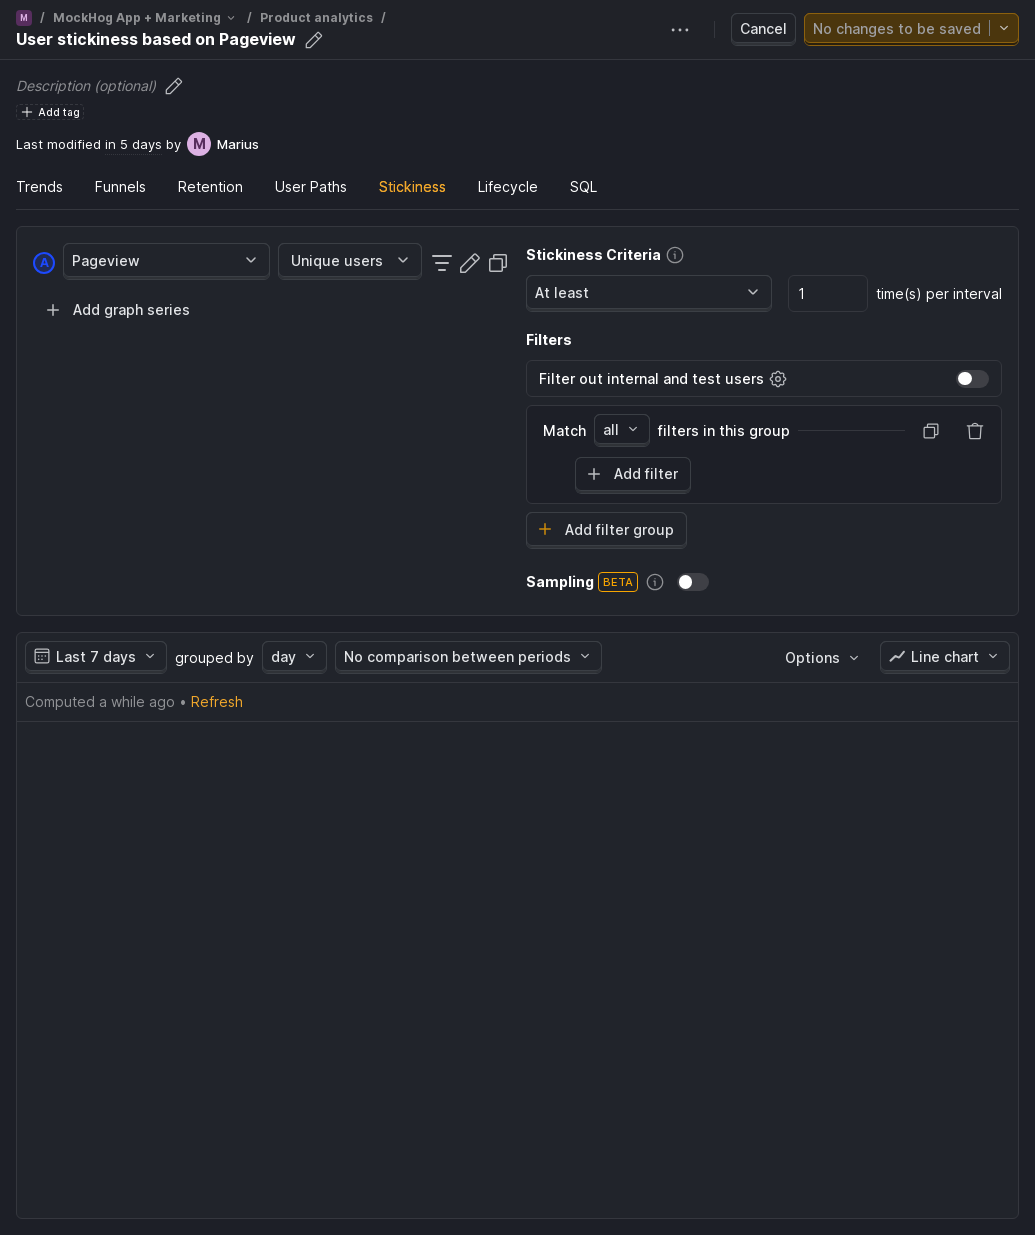 M / MockHog App + Marketing / Product analytics /
User stickiness based on Pageview
Cancel
No changes to be saved
Description (optional)
Add tag
Last modified in 5 days by M Marius
Trends Funnels Retention User Paths Stickiness Lifecycle SQL
A Pageview Unique users
Add graph series
Stickiness Criteria
At least 1 time(s) per interval
Filters
Filter out internal and test users
Match all filters in this group
Add filter
Add filter group
Sampling BETA
Last 7 days grouped by day No comparison between periods Options Line chart
Computed a while ago • Refresh